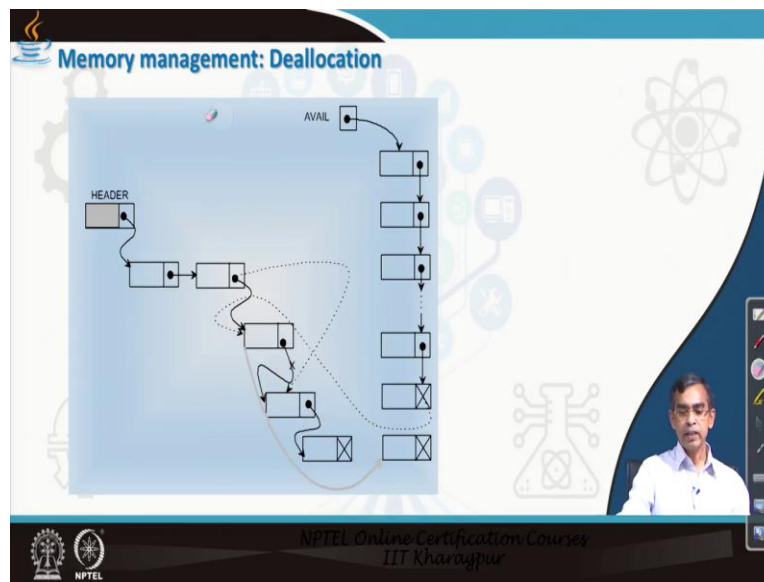 Memory management: Deallocation
AVAIL
HEADER
NPTEL Online Certification Courses
IIT Kharagpur
NPTEL